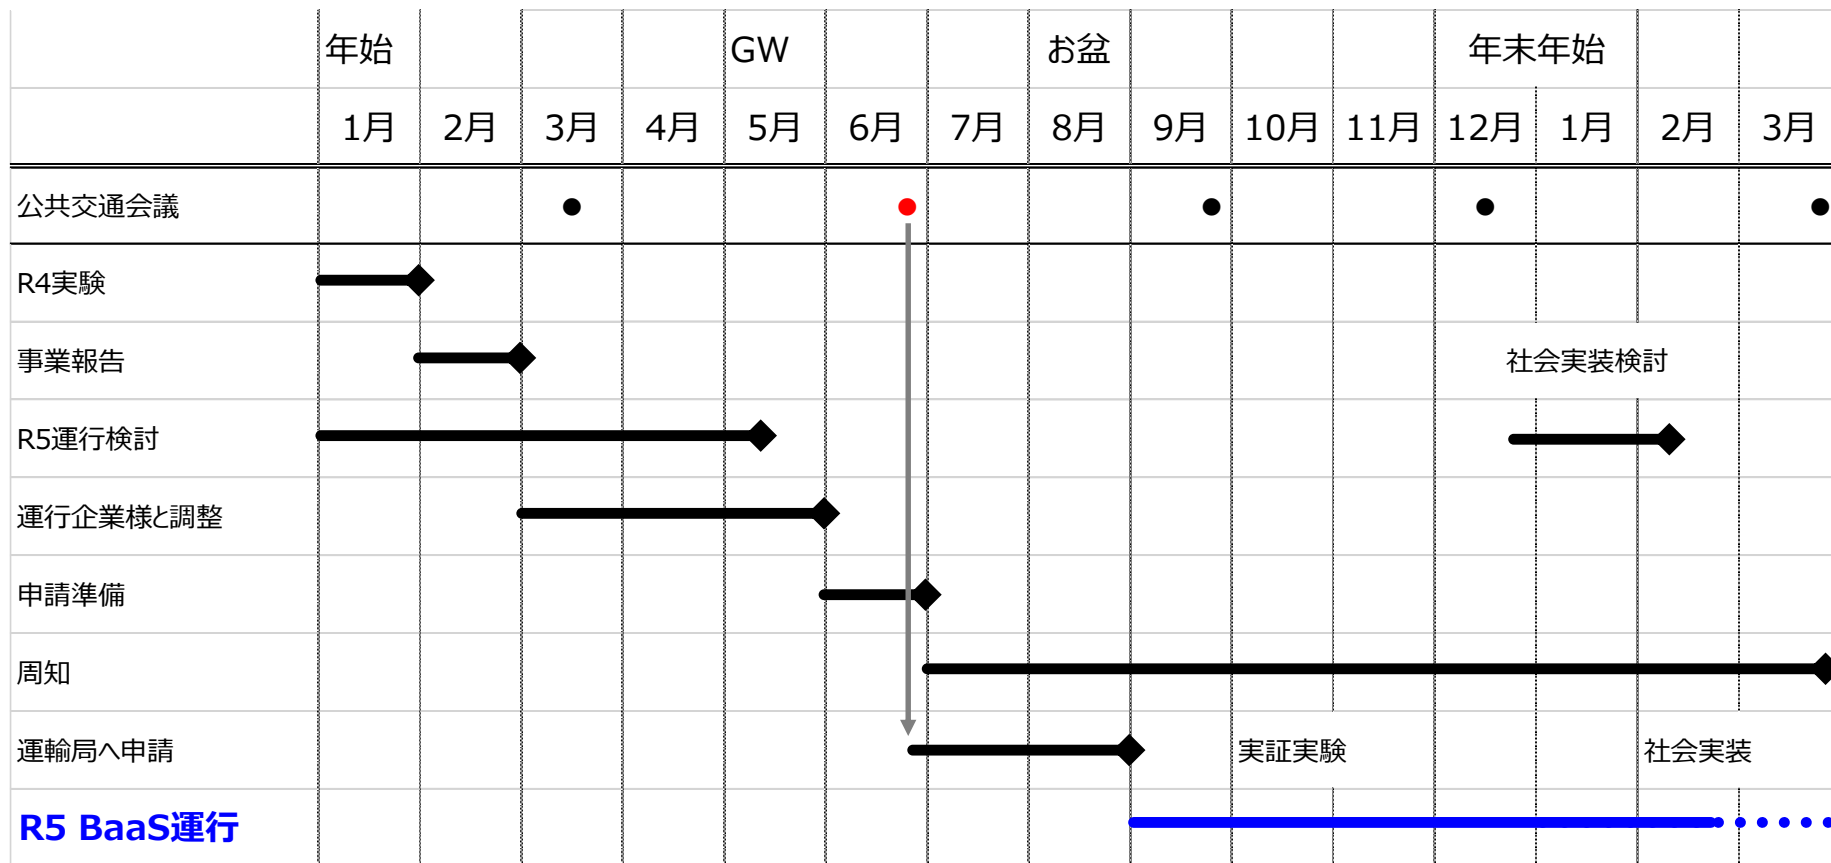 年始 GW お盆 年末年始
1月 2月 3月 4月 5月 6月 7月 8月 9月 10月 11月 12月 1月 2月 3月
公共交通会議
R4実験
事業報告 社会実装検討
R5運行検討
運行企業様と調整
申請準備
周知
運輸局へ申請 実証実験 社会実装
R5 BaaS運行